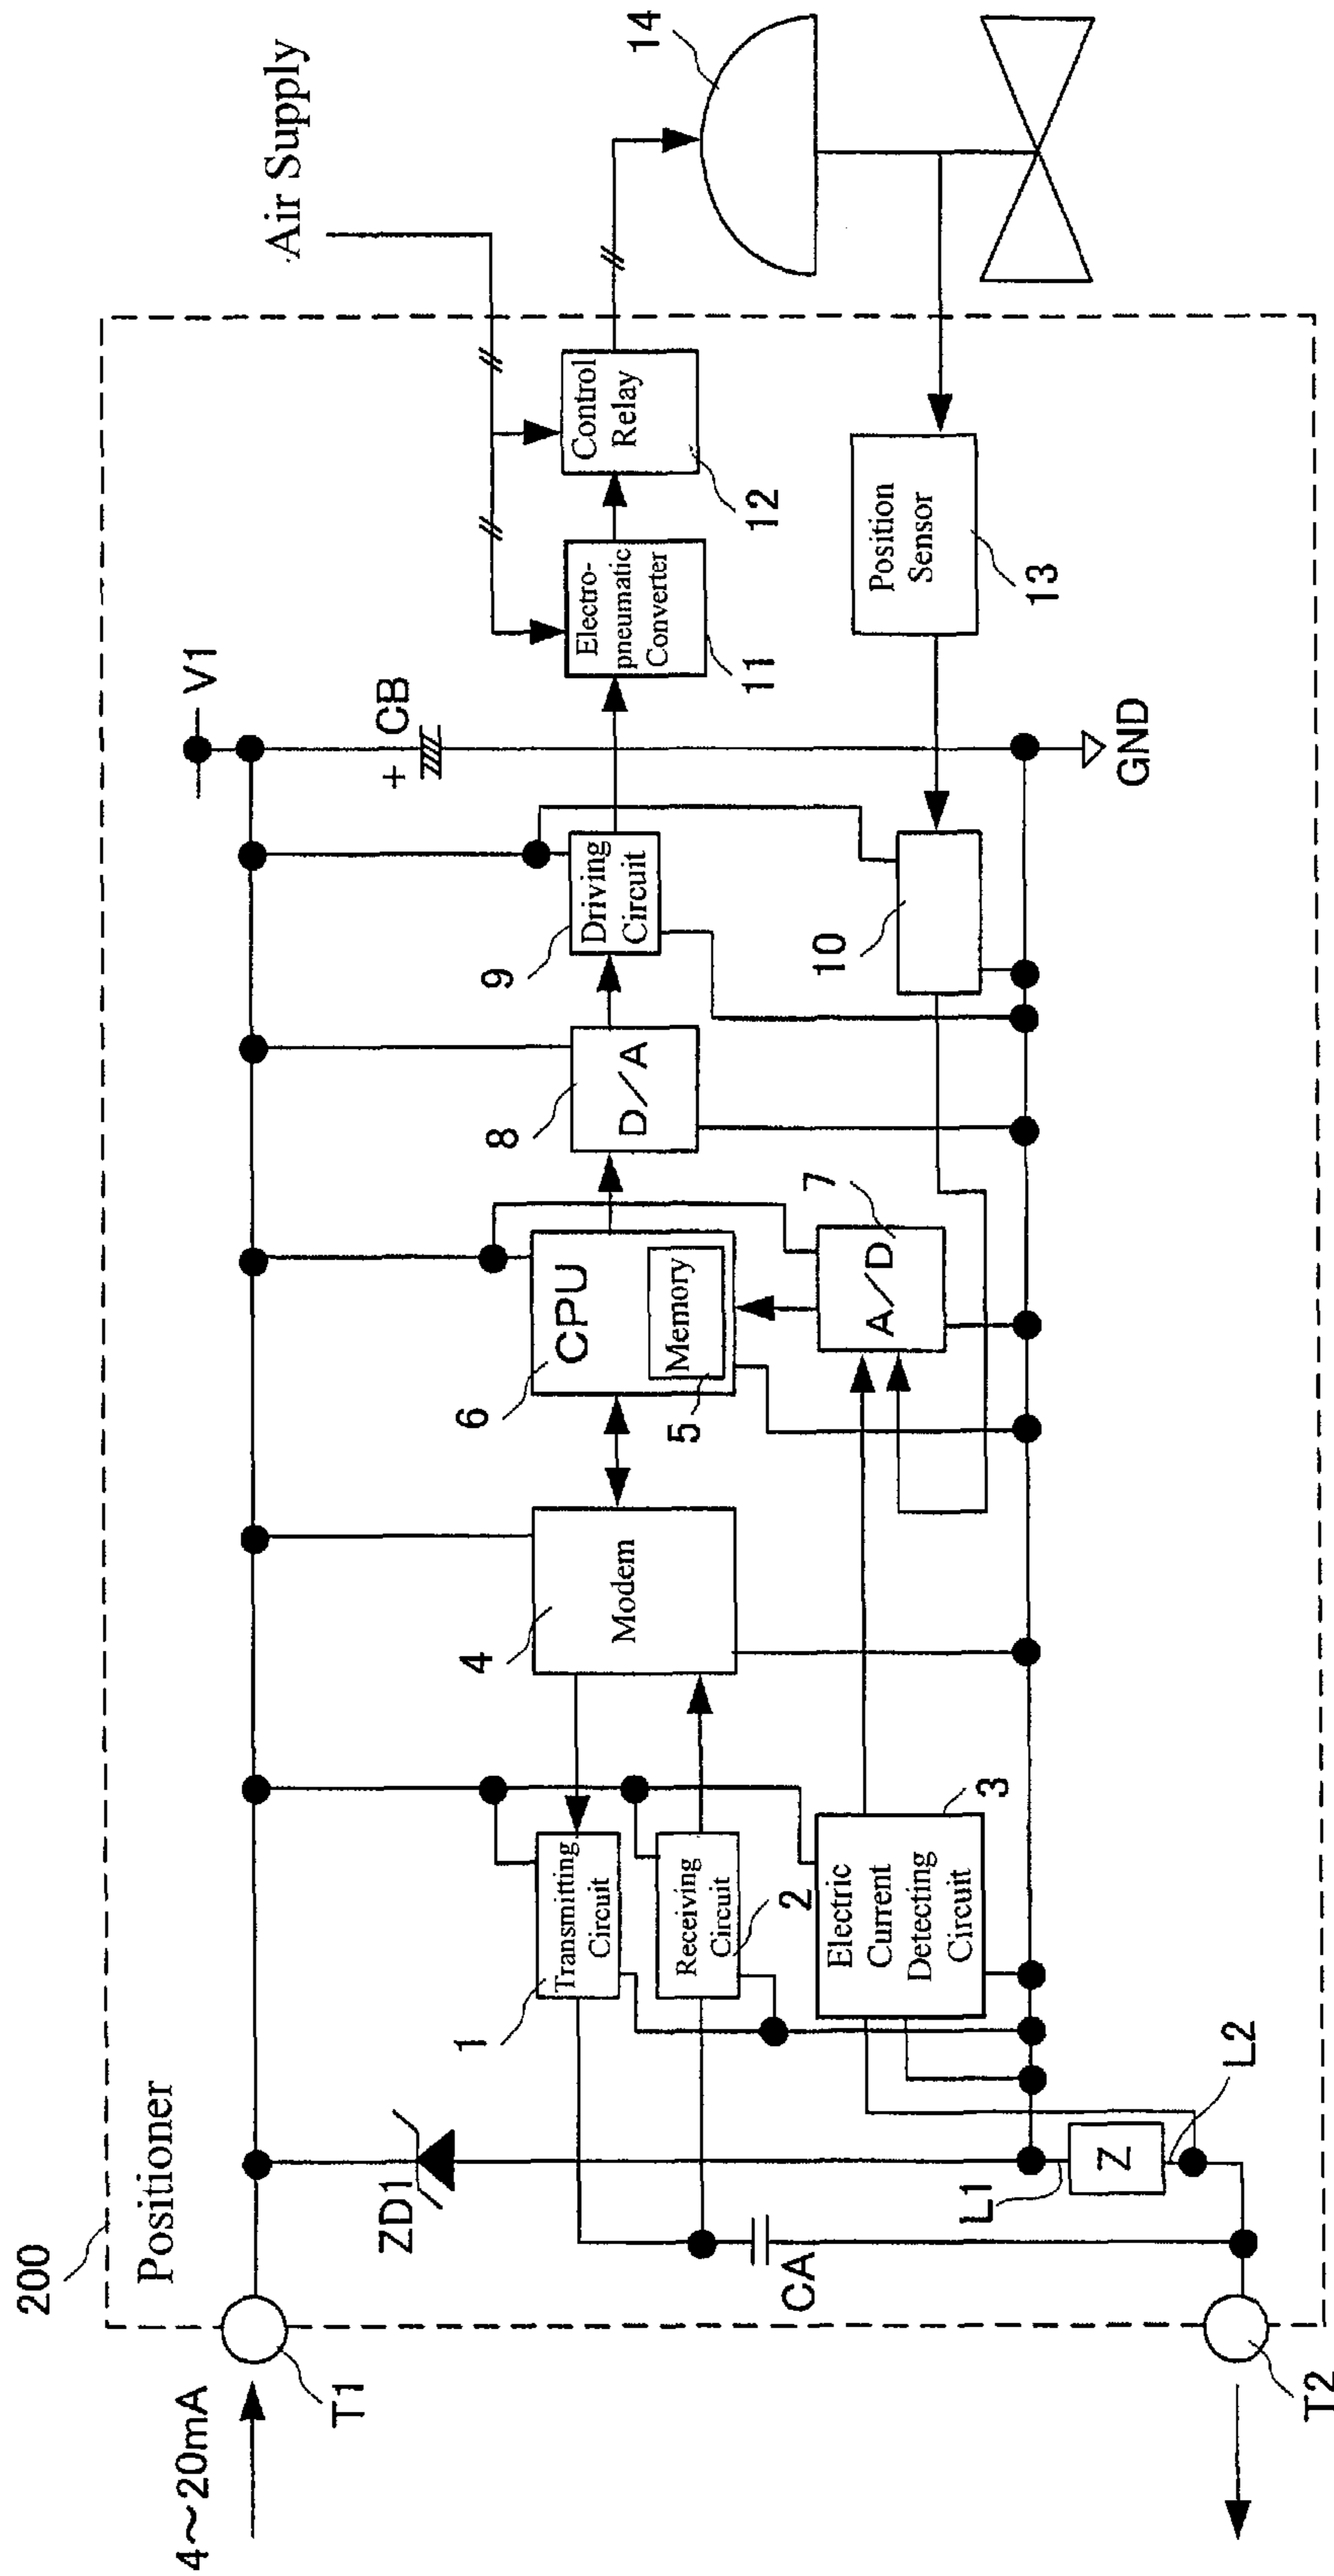 200
Positioner
4～20mA
T1
T2
ZD1
CA
L1
Z
L2
1
Transmitting
Circuit
Receiving
Circuit
2
Electric
Current
Detecting
Circuit
3
4
Modem
6
CPU
Memory
5
A/D
7
8
D/A
9
Driving
Circuit
10
V1
+ CB
GND
Electro-
pneumatic
Converter
11
Control
Relay
12
Position
Sensor
13
Air Supply
14